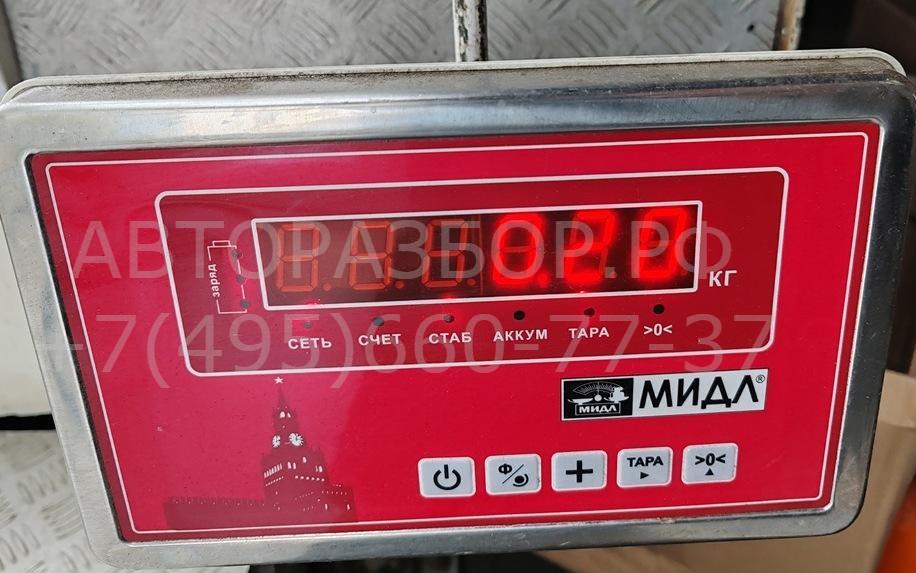 АВТОРАЗБОР.РФ
+7(495)660-77-37
заряд
0.20
КГ
СЕТЬ СЧЕТ СТАБ АККУМ ТАРА >0<
МИДЛ МИДЛ®
Ф + ТАРА >0<